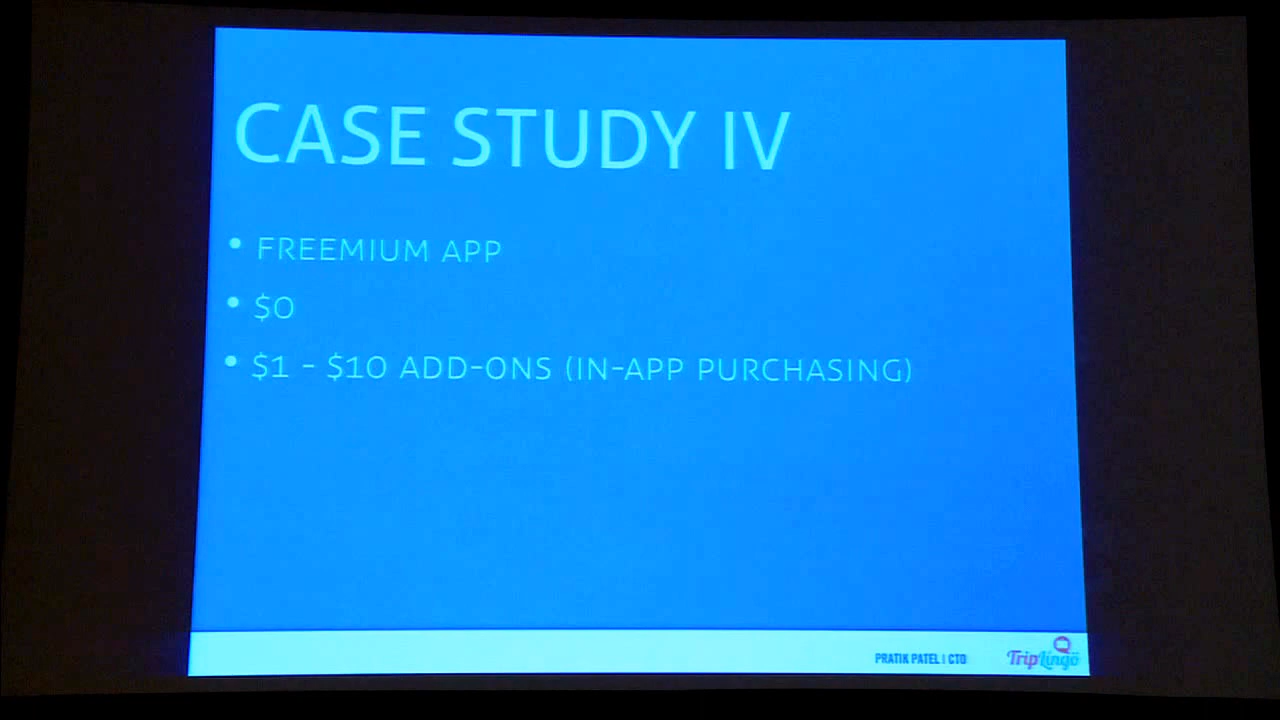 CASE STUDY IV
• FREEMIUM APP
• $0
• $1 - $10 ADD-ONS (IN-APP PURCHASING)
PRATIK PATEL | CTO
TripLingo